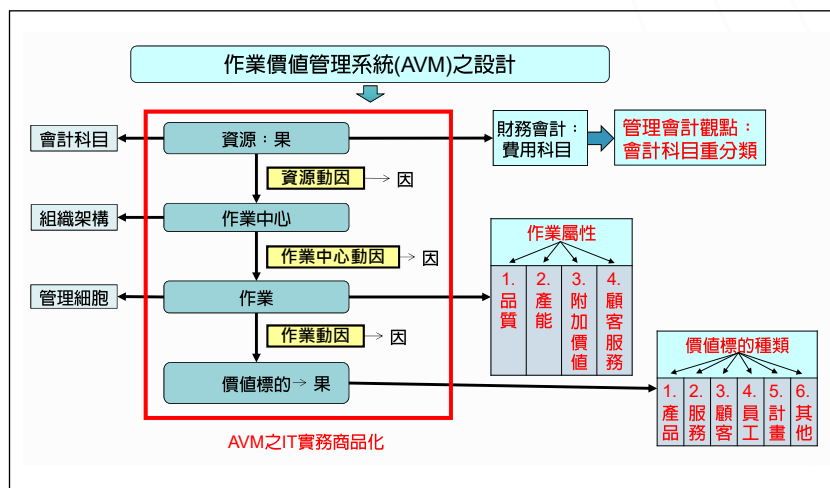 作業價值管理系統(AVM)之設計
會計科目
資源：果
財務會計：
費用科目
管理會計觀點：
會計科目重分類
資源動因
因
組織架構
作業中心
作業中心動因
因
管理細胞
作業
作業動因
因
價值標的
果
作業屬性
1.
品質
2.
產能
3.
附加價值
4.
顧客服務
價值標的種類
1.
產品
2.
服務
3.
顧客
4.
員工
5.
計畫
6.
其他
AVM之IT實務商品化